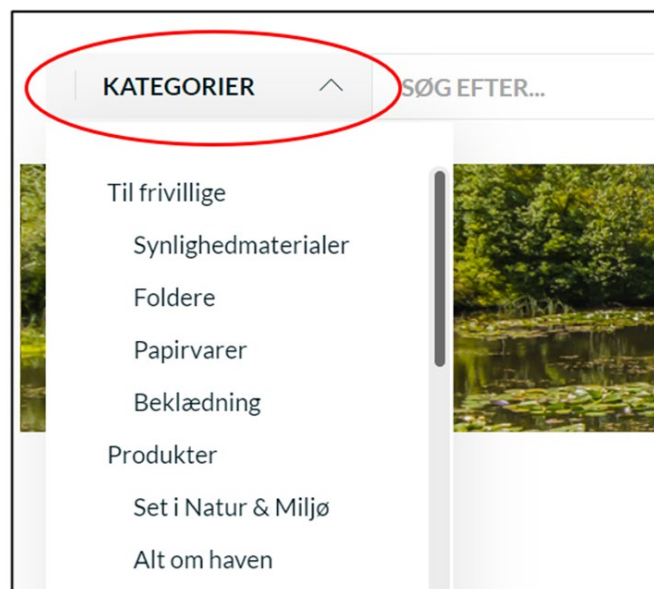 KATEGORIER
SØG EFTER...
Til frivillige
Synlighedmaterialer
Foldere
Papirvarer
Beklædning
Produkter
Set i Natur & Miljø
Alt om haven